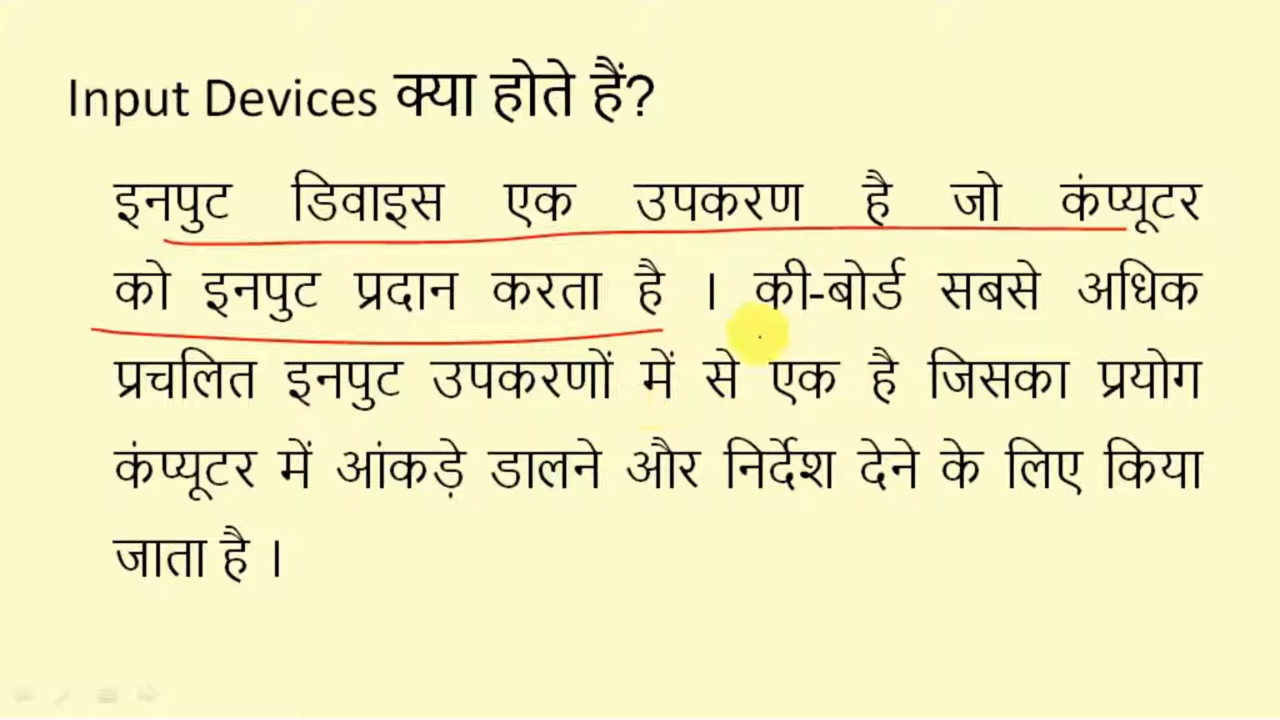 Input Devices क्या होते हैं?
इनपुट डिवाइस एक उपकरण है जो कंप्यूटर
को इनपुट प्रदान करता है । की-बोर्ड सबसे अधिक
प्रचलित इनपुट उपकरणों में से एक है जिसका प्रयोग
कंप्यूटर में आंकड़े डालने और निर्देश देने के लिए किया
जाता है ।